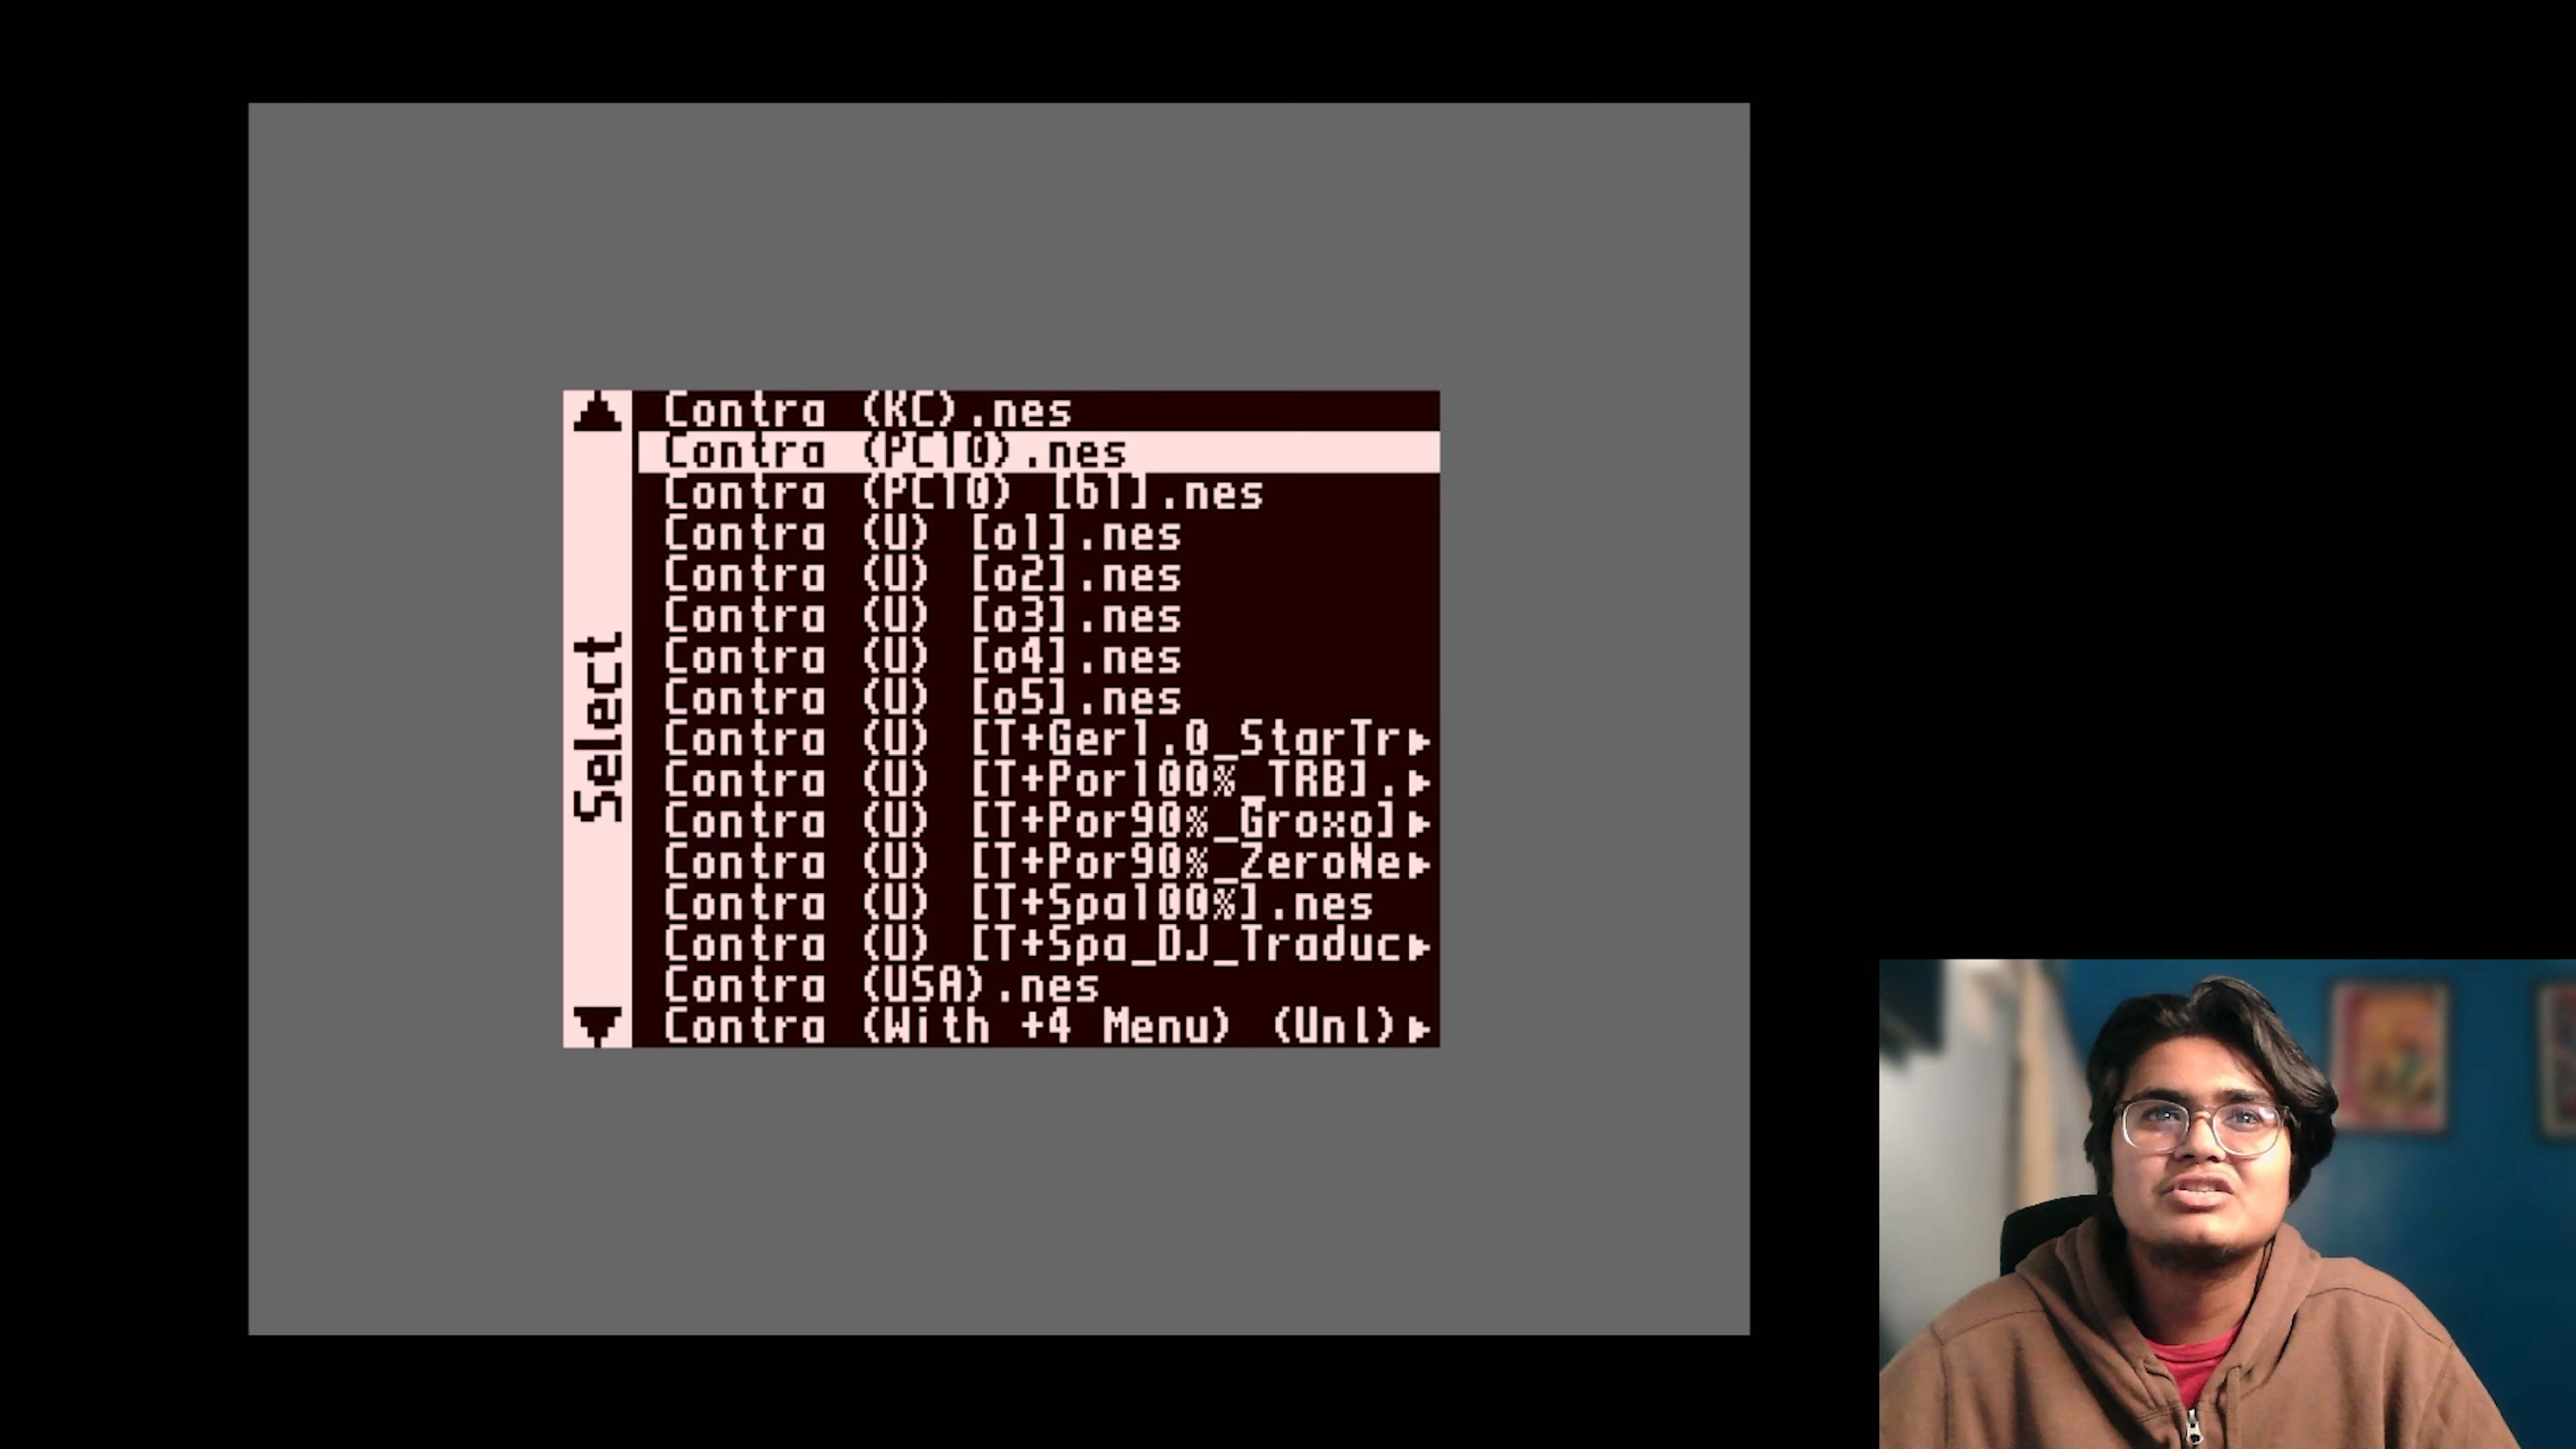 Select
Contra (KC).nes
Contra (PC10).nes
Contra (PC10) [b1].nes
Contra (U) [o1].nes
Contra (U) [o2].nes
Contra (U) [o3].nes
Contra (U) [o4].nes
Contra (U) [o5].nes
Contra (U) [T+Ger1.0_StarTr
Contra (U) [T+Por100%_TRB].
Contra (U) [T+Por90%_Groxo]
Contra (U) [T+Por90%_ZeroNe
Contra (U) [T+Spa100%].nes
Contra (U) [T+Spa_DJ_Traduc
Contra (USA).nes
Contra (With +4 Menu) (Unl)